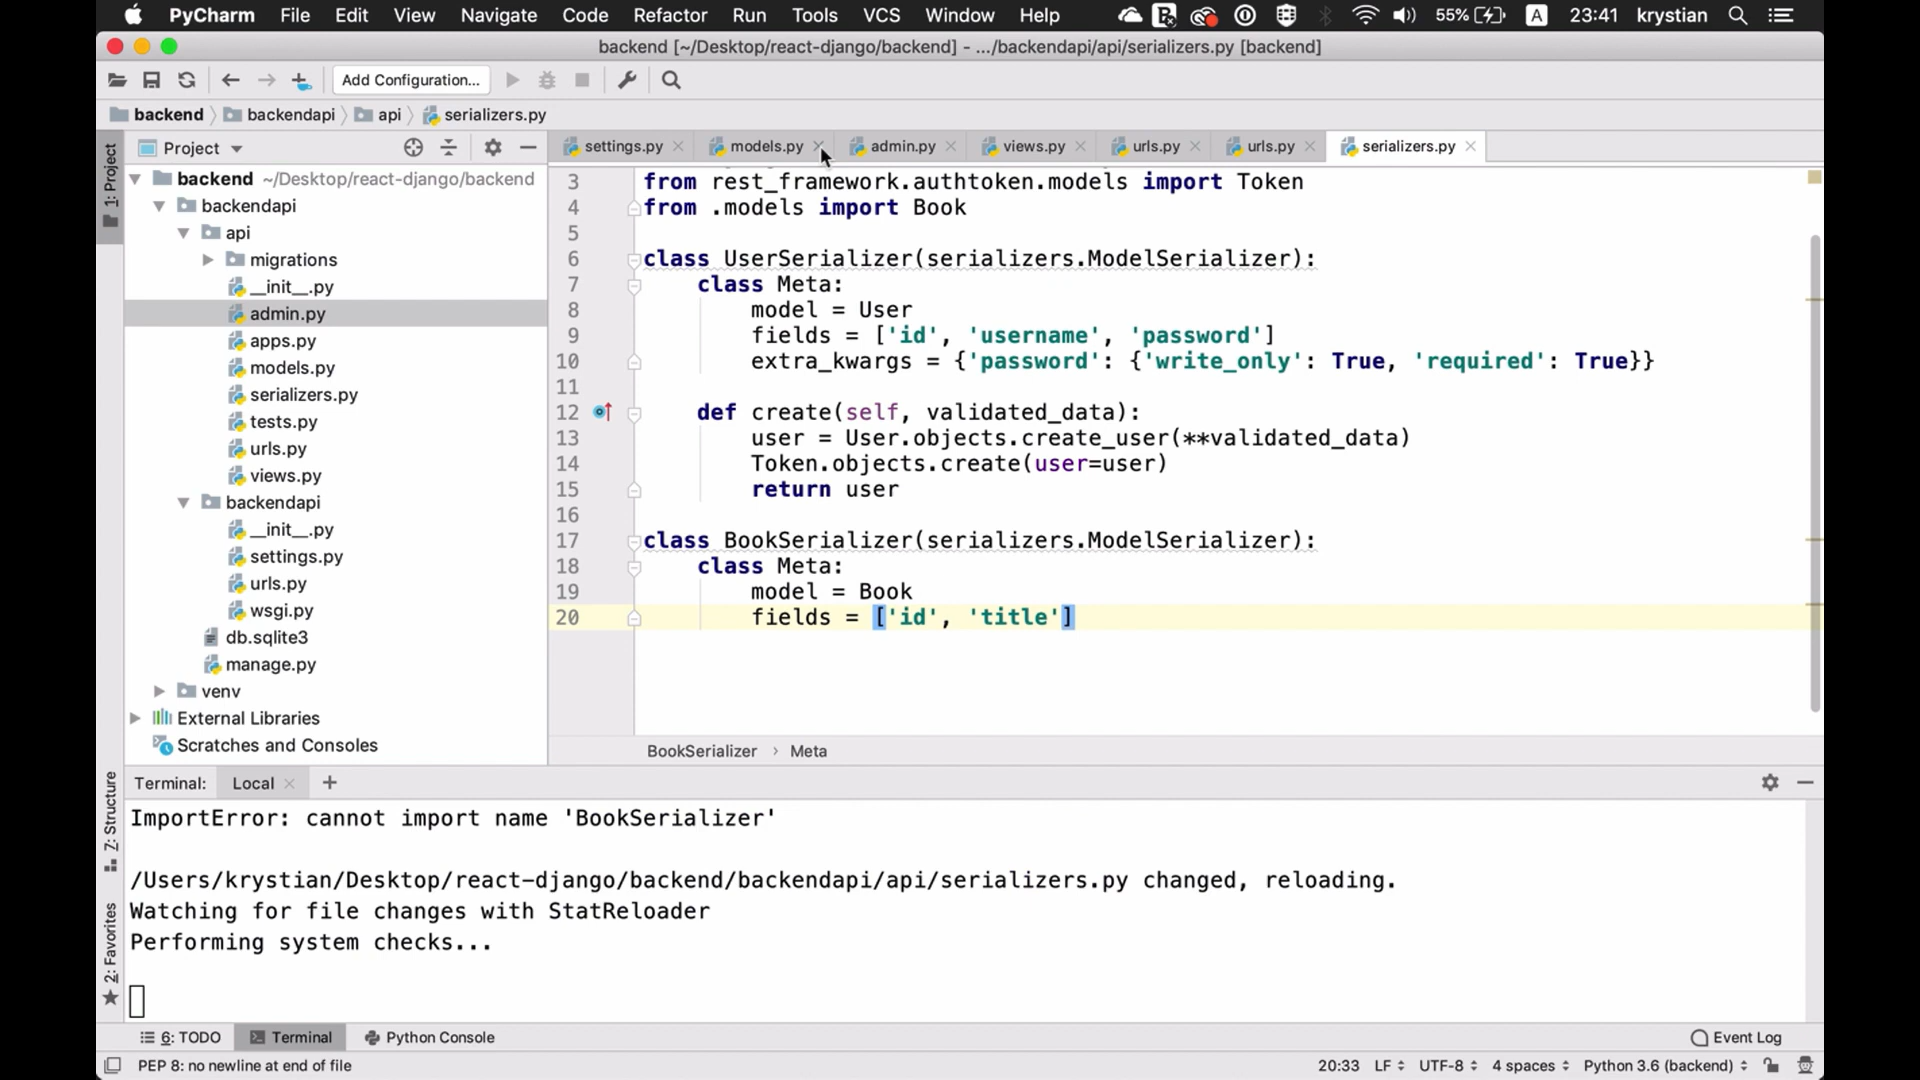 PyCharm File Edit View Navigate Code Refactor Run Tools VCS Window Help 55% A 23:41 krystian
backend [~/Desktop/react-django/backend] - .../backendapi/api/serializers.py [backend]
Add Configuration...
backend backendapi api serializers.py
1: Project
Project
settings.py models.py admin.py views.py urls.py urls.py serializers.py
backend ~/Desktop/react-django/backend
backendapi
api
migrations
__init__.py
admin.py
apps.py
models.py
serializers.py
tests.py
urls.py
views.py
backendapi
__init__.py
settings.py
urls.py
wsgi.py
db.sqlite3
manage.py
venv
External Libraries
Scratches and Consoles
3 from rest_framework.authtoken.models import Token
4 from .models import Book
5
6 class UserSerializer(serializers.ModelSerializer):
7 class Meta:
8 model = User
9 fields = ['id', 'username', 'password']
10 extra_kwargs = {'password': {'write_only': True, 'required': True}}
11
12 def create(self, validated_data):
13 user = User.objects.create_user(**validated_data)
14 Token.objects.create(user=user)
15 return user
16
17 class BookSerializer(serializers.ModelSerializer):
18 class Meta:
19 model = Book
20 fields = ['id', 'title']
BookSerializer › Meta
7: Structure
2: Favorites
Terminal: Local +
ImportError: cannot import name 'BookSerializer'
/Users/krystian/Desktop/react-django/backend/backendapi/api/serializers.py changed, reloading.
Watching for file changes with StatReloader
Performing system checks...
6: TODO Terminal Python Console Event Log
PEP 8: no newline at end of file 20:33 LF UTF-8 4 spaces Python 3.6 (backend)